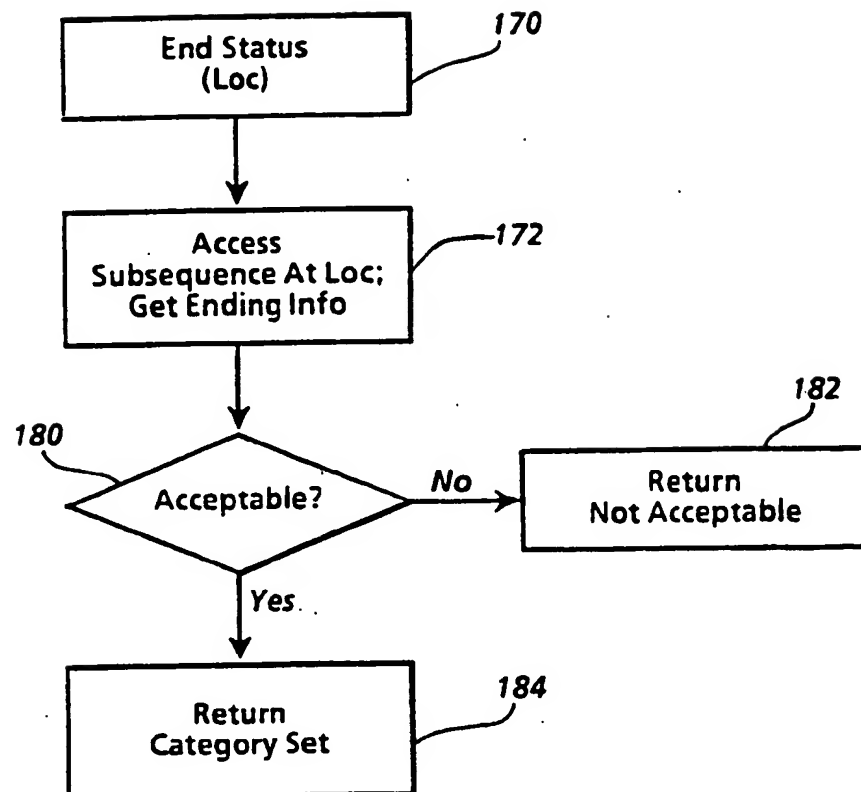 End Status
(Loc)
170
Access
Subsequence At Loc;
Get Ending Info
172
180
Acceptable?
No
182
Return
Not Acceptable
Yes
184
Return
Category Set